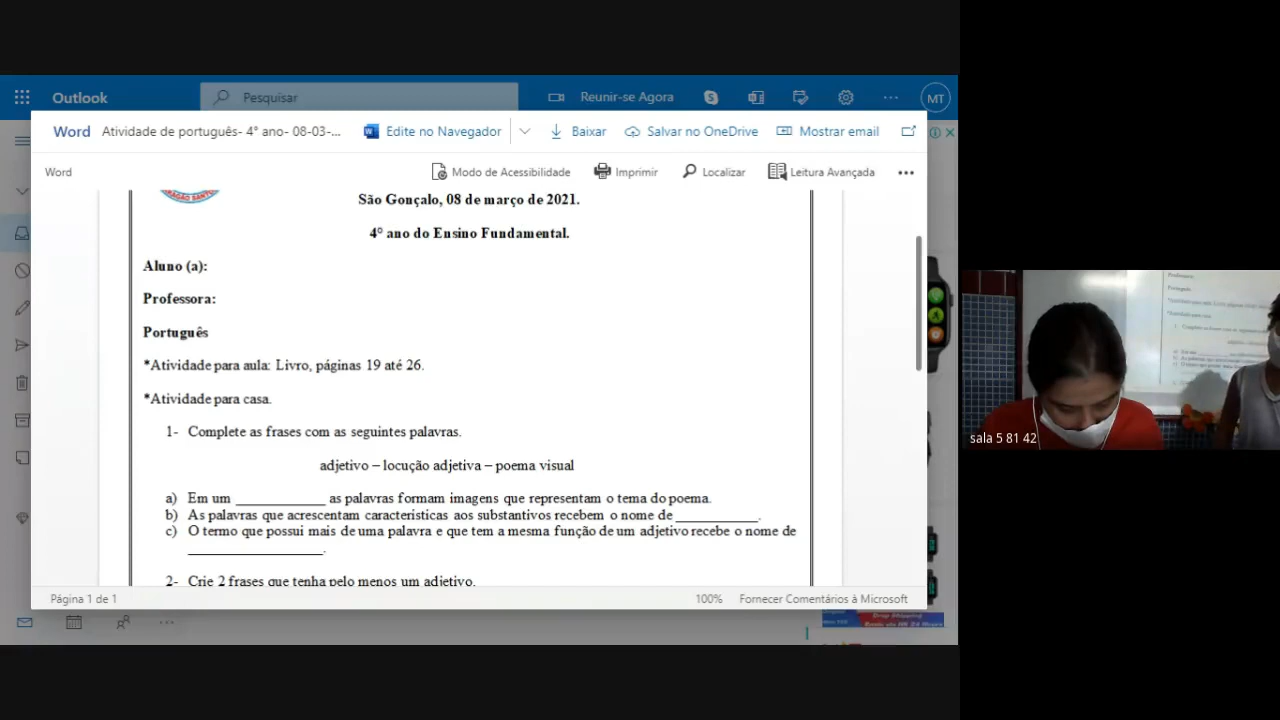 Outlook
Pesquisar
Reunir-se Agora
MT
Word
Atividade de português- 4° ano- 08-03-...
Edite no Navegador
Baixar
Salvar no OneDrive
Mostrar email
Word
Modo de Acessibilidade
Imprimir
Localizar
Leitura Avançada
São Gonçalo, 08 de março de 2021.
4° ano do Ensino Fundamental.
Aluno (a):
Professora:
Português
*Atividade para aula: Livro, páginas 19 até 26.
*Atividade para casa.
1- Complete as frases com as seguintes palavras.
adjetivo – locução adjetiva – poema visual
a) Em um ____________ as palavras formam imagens que representam o tema do poema.
b) As palavras que acrescentam características aos substantivos recebem o nome de ___________.
c) O termo que possui mais de uma palavra e que tem a mesma função de um adjetivo recebe o nome de
__________________.
2- Crie 2 frases que tenha pelo menos um adjetivo.
Página 1 de 1
100%
Fornecer Comentários à Microsoft
sala 5 81 42